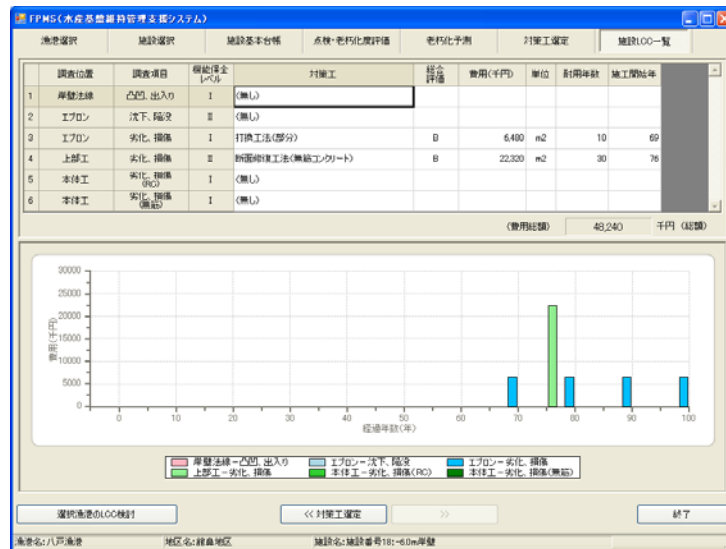 FPMS(水産基盤維持管理支援システム)
漁港選択 施設選択 施設基本台帳 点検・老朽化度評価 老朽化予測 対策工選定 施設LCC一覧
調査位置 調査項目 機能保全レベル 対策工 総合評価 費用(千円) 単位 耐用年数 施工開始年
1 岸壁法線 凸凹、出入り Ⅰ (無し)
2 エプロン 沈下、陥没 Ⅱ (無し)
3 エプロン 劣化、損傷 Ⅰ 打換工法(部分) B 6,480 m2 10 69
4 上部工 劣化、損傷 Ⅱ 断面修復工法(無筋コンクリート) B 22,320 m2 30 76
5 本体工 劣化、損傷(RC) Ⅰ (無し)
6 本体工 劣化、損傷(無筋) Ⅰ (無し)
(費用総額) 48,240 千円 (総額)
30000
25000
20000
15000
10000
5000
0
費用(千円)
0 10 20 30 40 50 60 70 80 90 100
経過年数(年)
岸壁法線-凸凹、出入り エプロン-沈下、陥没 エプロン-劣化、損傷
上部工-劣化、損傷 本体工-劣化、損傷(RC) 本体工-劣化、損傷(無筋)
選択漁港のLCC検討 << 対策工選定 >> 終了
漁港名:八戸漁港 地区名:鮫島地区 施設名:施設番号18:-6.0m岸壁